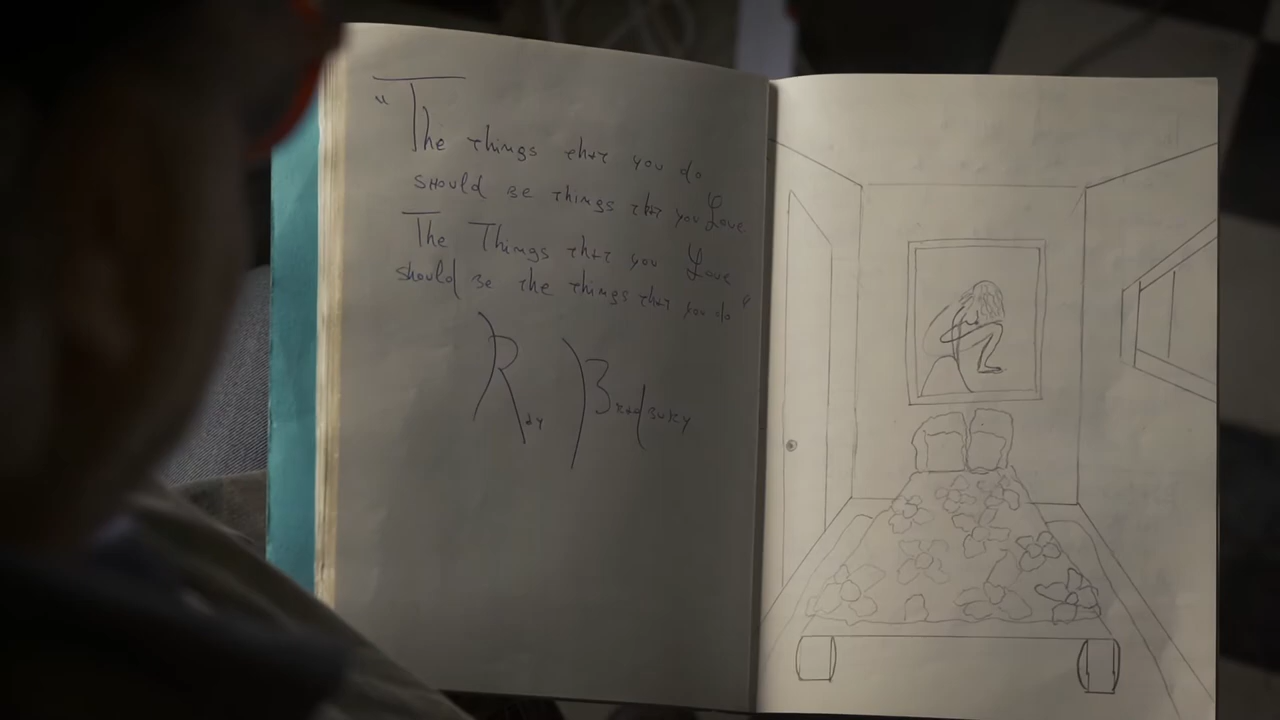 "The things that you do
should be things that you Love
The Things that you Love
should be the things that you do"
Ray Bradbury